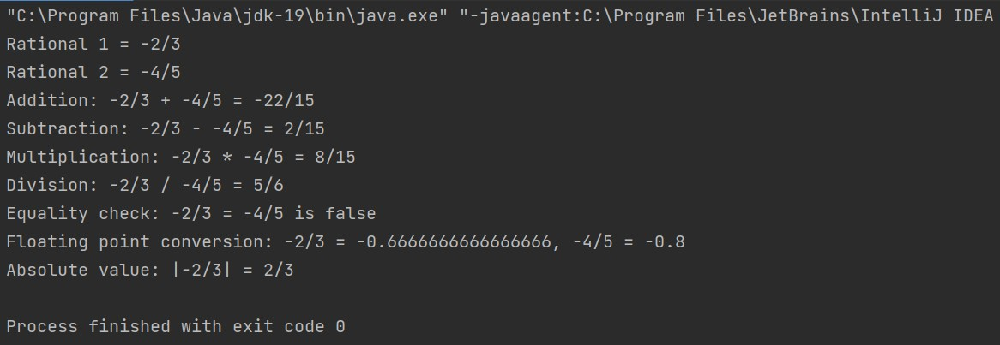 "C:\Program Files\Java\jdk-19\bin\java.exe" "-javaagent:C:\Program Files\JetBrains\IntelliJ IDEA
Rational 1 = -2/3
Rational 2 = -4/5
Addition: -2/3 + -4/5 = -22/15
Subtraction: -2/3 - -4/5 = 2/15
Multiplication: -2/3 * -4/5 = 8/15
Division: -2/3 / -4/5 = 5/6
Equality check: -2/3 = -4/5 is false
Floating point conversion: -2/3 = -0.6666666666666666, -4/5 = -0.8
Absolute value: |-2/3| = 2/3
Process finished with exit code 0